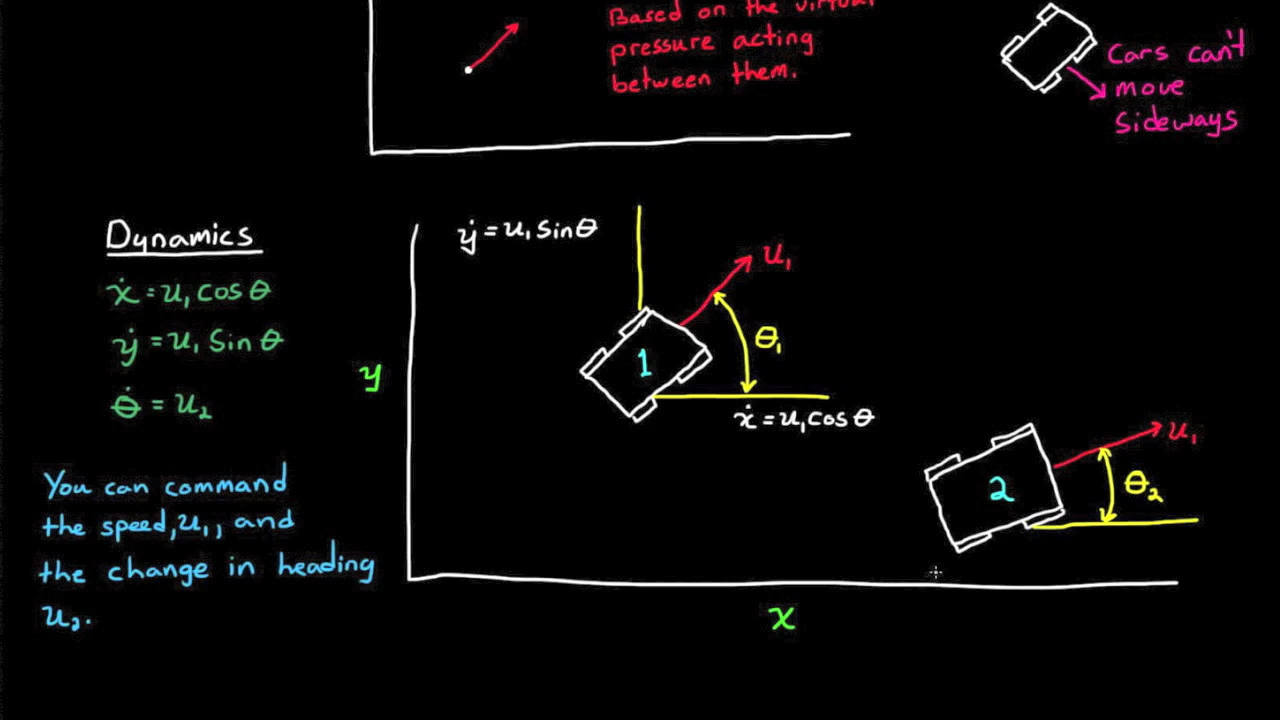 Based on the virtual
pressure acting
between them.
Cars can't
move
sideways
Dynamics
ẋ = u₁ cos θ
ẏ = u₁ Sin θ
θ̇ = u₂
You can command
the speed, u₁, and
the change in heading
u₂.
ẏ = u₁ Sin θ
u₁
θ₁
1
ẋ = u₁ cos θ
y
u₁
θ₂
2
x